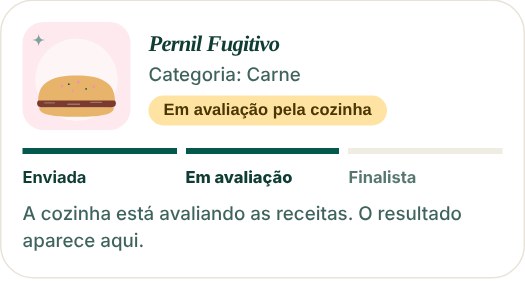 Pernil Fugitivo
Categoria: Carne
Em avaliação pela cozinha
Enviada
Em avaliação
Finalista
A cozinha está avaliando as receitas. O resultado
aparece aqui.